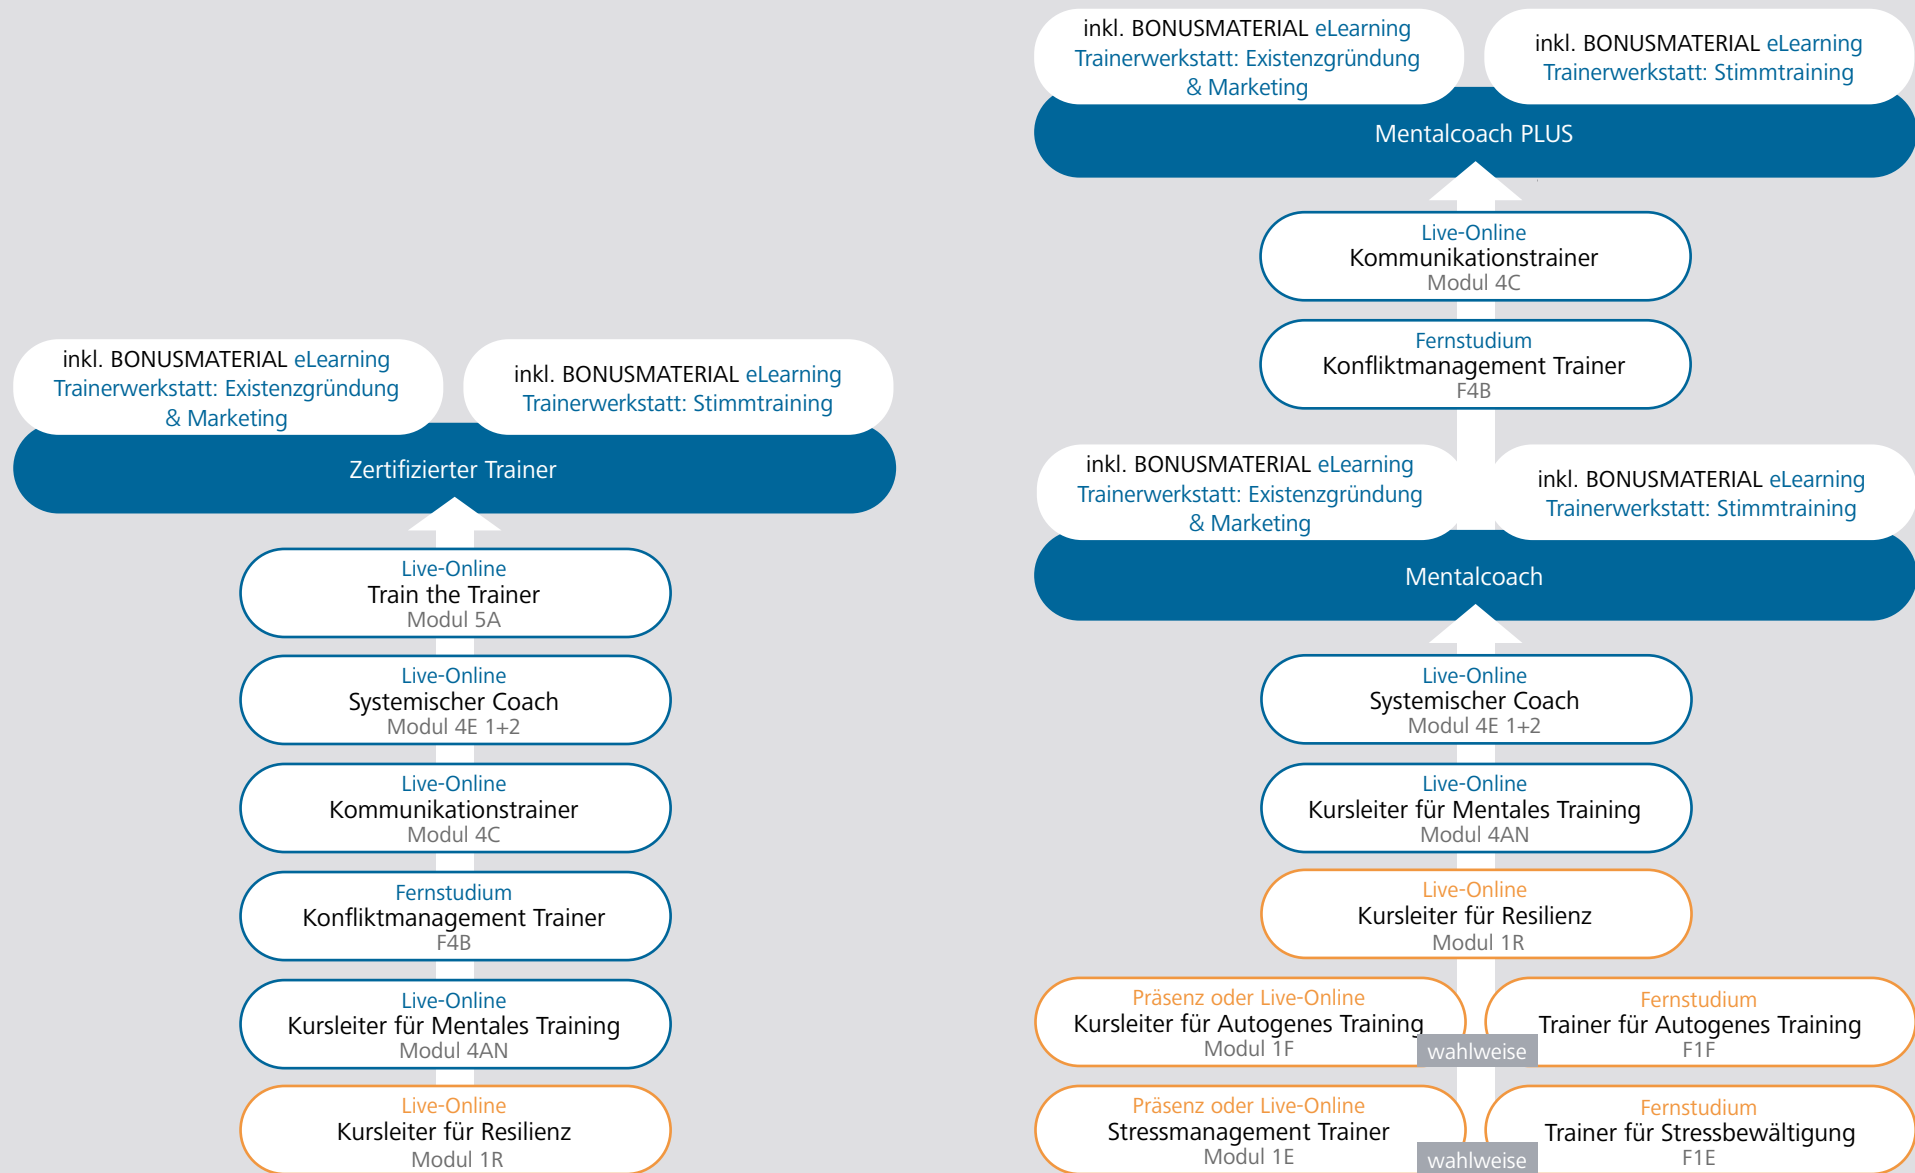 inkl. BONUSMATERIAL eLearning
Trainerwerkstatt: Existenzgründung
& Marketing
inkl. BONUSMATERIAL eLearning
Trainerwerkstatt: Stimmtraining
Zertifizierter Trainer
Live-Online
Train the Trainer
Modul 5A
Live-Online
Systemischer Coach
Modul 4E 1+2
Live-Online
Kommunikationstrainer
Modul 4C
Fernstudium
Konfliktmanagement Trainer
F4B
Live-Online
Kursleiter für Mentales Training
Modul 4AN
Live-Online
Kursleiter für Resilienz
Modul 1R
inkl. BONUSMATERIAL eLearning
Trainerwerkstatt: Existenzgründung
& Marketing
inkl. BONUSMATERIAL eLearning
Trainerwerkstatt: Stimmtraining
Mentalcoach PLUS
Live-Online
Kommunikationstrainer
Modul 4C
Fernstudium
Konfliktmanagement Trainer
F4B
inkl. BONUSMATERIAL eLearning
Trainerwerkstatt: Existenzgründung
& Marketing
inkl. BONUSMATERIAL eLearning
Trainerwerkstatt: Stimmtraining
Mentalcoach
Live-Online
Systemischer Coach
Modul 4E 1+2
Live-Online
Kursleiter für Mentales Training
Modul 4AN
Live-Online
Kursleiter für Resilienz
Modul 1R
Präsenz oder Live-Online
Kursleiter für Autogenes Training
Modul 1F
wahlweise
Fernstudium
Trainer für Autogenes Training
F1F
Präsenz oder Live-Online
Stressmanagement Trainer
Modul 1E
wahlweise
Fernstudium
Trainer für Stressbewältigung
F1E